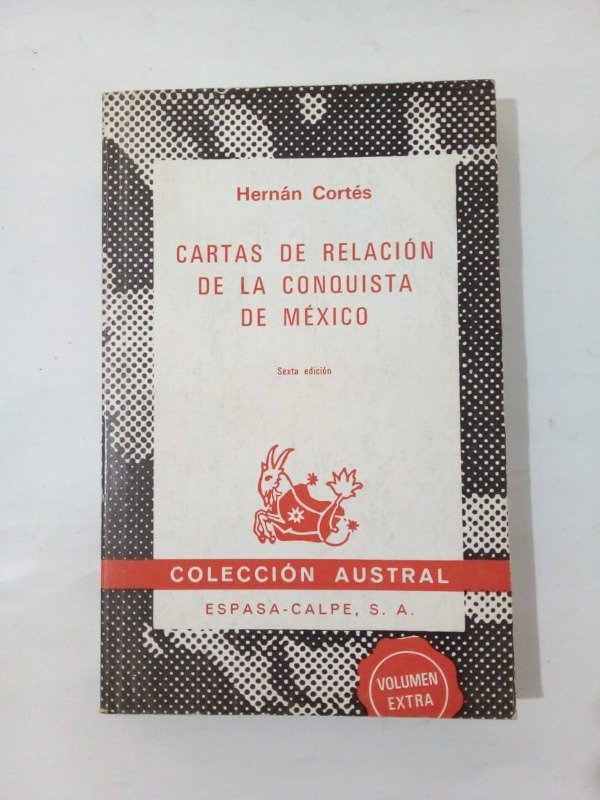 Hernán Cortés
CARTAS DE RELACIÓN
DE LA CONQUISTA
DE MÉXICO
Sexta edición
COLECCIÓN AUSTRAL
ESPASA-CALPE, S. A.
VOLUMEN
EXTRA